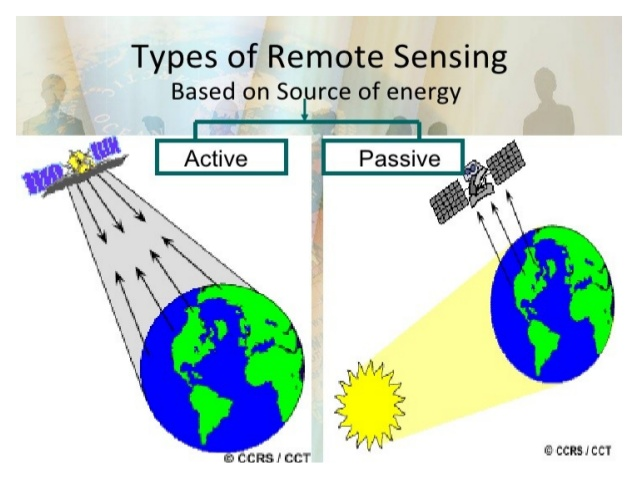 Types of Remote Sensing
Based on Source of energy
Active
Passive
© CCRS / CCT
© CCRS / CCT